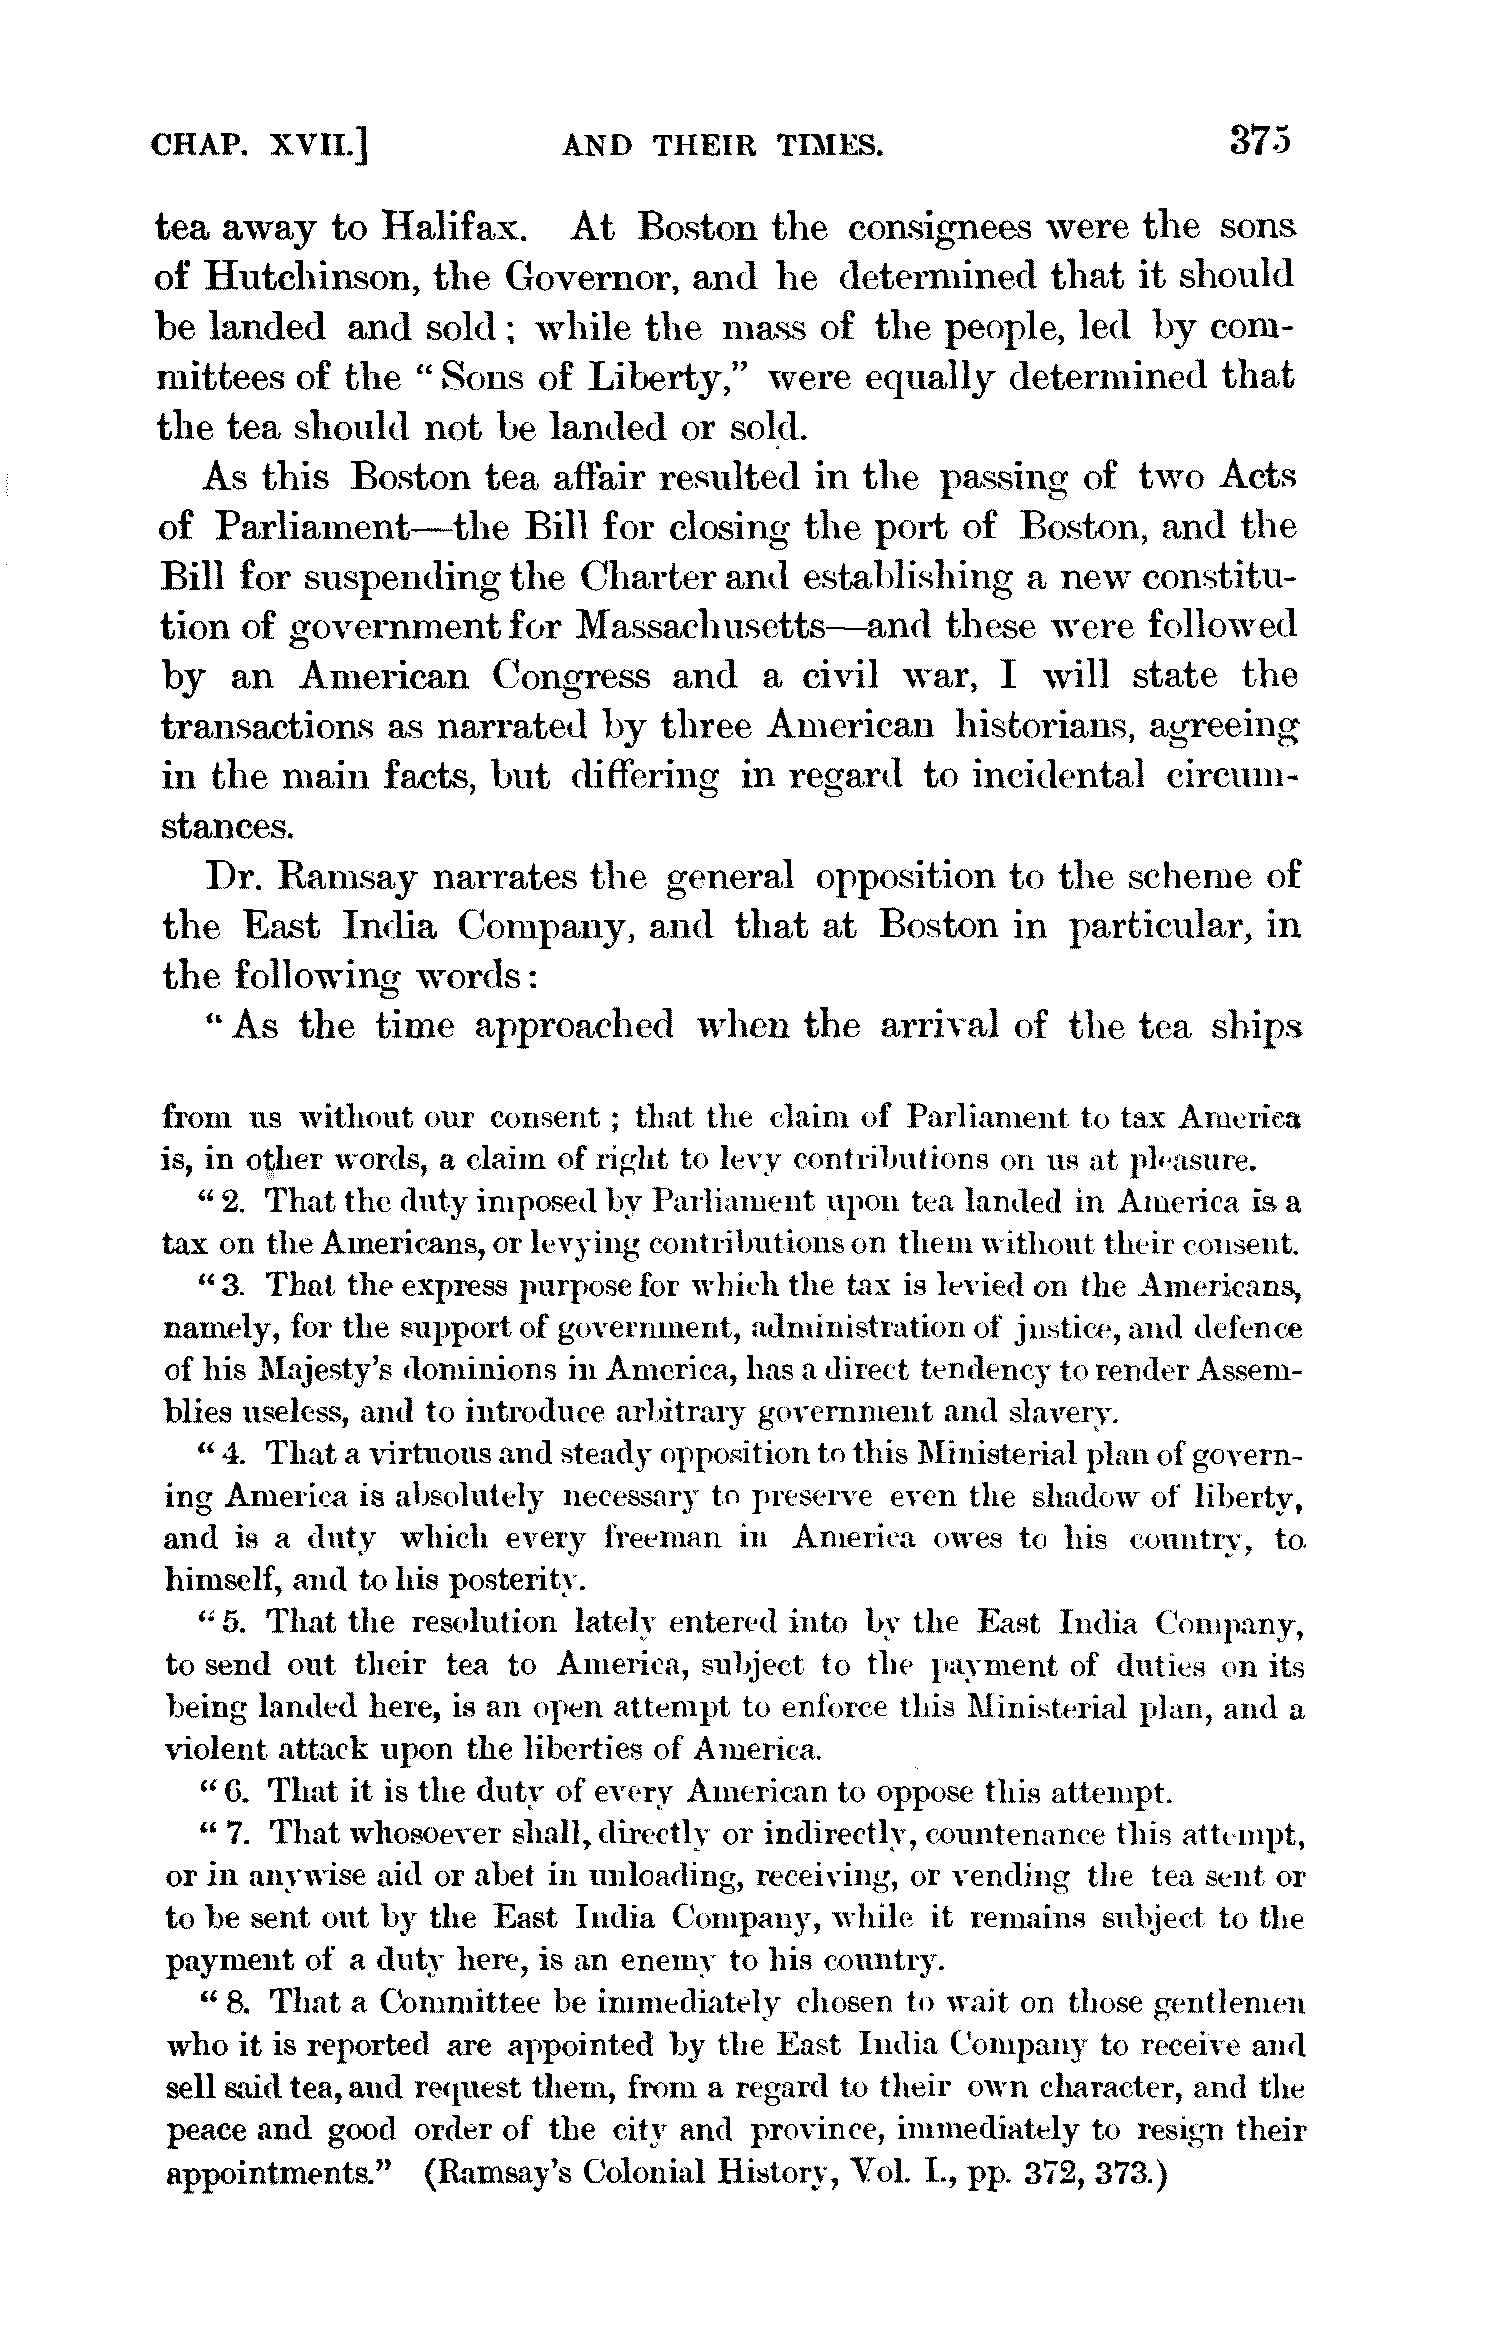 CHAP. XVII.] AND THEIR TIMES. 375
tea away to Halifax. At Boston the consignees were the sons
of Hutchinson, the Governor, and he determined that it should
be landed and sold; while the mass of the people, led by com-
mittees of the "Sons of Liberty," were equally determined that
the tea should not be landed or sold.
As this Boston tea affair resulted in the passing of two Acts
of Parliament—the Bill for closing the port of Boston, and the
Bill for suspending the Charter and establishing a new constitu-
tion of government for Massachusetts—and these were followed
by an American Congress and a civil war, I will state the
transactions as narrated by three American historians, agreeing
in the main facts, but differing in regard to incidental circum-
stances.
Dr. Ramsay narrates the general opposition to the scheme of
the East India Company, and that at Boston in particular, in
the following words:
"As the time approached when the arrival of the tea ships
from us without our consent; that the claim of Parliament to tax America
is, in other words, a claim of right to levy contributions on us at pleasure.
"2. That the duty imposed by Parliament upon tea landed in America is a
tax on the Americans, or levying contributions on them without their consent.
"3. That the express purpose for which the tax is levied on the Americans,
namely, for the support of government, administration of justice, and defence
of his Majesty's dominions in America, has a direct tendency to render Assem-
blies useless, and to introduce arbitrary government and slavery.
"4. That a virtuous and steady opposition to this Ministerial plan of govern-
ing America is absolutely necessary to preserve even the shadow of liberty,
and is a duty which every freeman in America owes to his country, to
himself, and to his posterity.
"5. That the resolution lately entered into by the East India Company,
to send out their tea to America, subject to the payment of duties on its
being landed here, is an open attempt to enforce this Ministerial plan, and a
violent attack upon the liberties of America.
"6. That it is the duty of every American to oppose this attempt.
"7. That whosoever shall, directly or indirectly, countenance this attempt,
or in anywise aid or abet in unloading, receiving, or vending the tea sent or
to be sent out by the East India Company, while it remains subject to the
payment of a duty here, is an enemy to his country.
"8. That a Committee be immediately chosen to wait on those gentlemen
who it is reported are appointed by the East India Company to receive and
sell said tea, and request them, from a regard to their own character, and the
peace and good order of the city and province, immediately to resign their
appointments." (Ramsay's Colonial History, Vol. I., pp. 372, 373.)